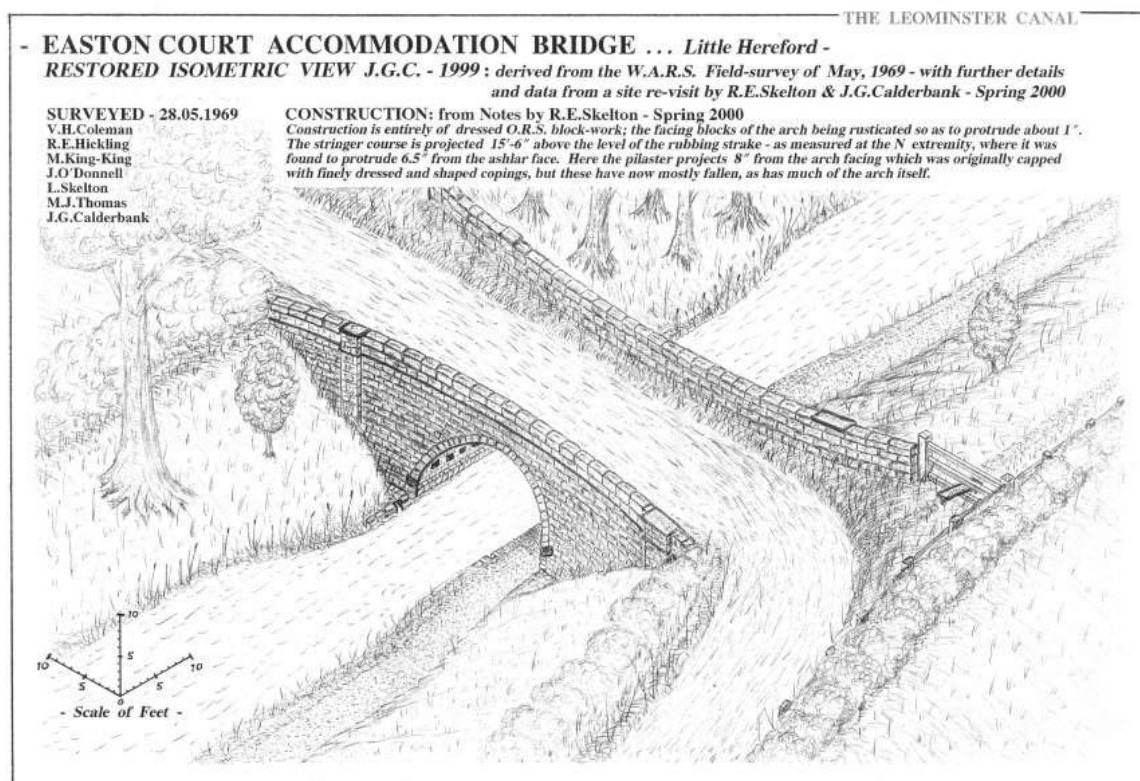 THE LEOMINSTER CANAL
- EASTON COURT ACCOMMODATION BRIDGE ... Little Hereford -
RESTORED ISOMETRIC VIEW J.G.C. - 1999 : derived from the W.A.R.S. Field-survey of May, 1969 - with further details
and data from a site re-visit by R.E.Skelton & J.G.Calderbank - Spring 2000
SURVEYED - 28.05.1969
V.H.Coleman
R.E.Hickling
M.King-King
J.O'Donnell
L.Skelton
M.J.Thomas
J.G.Calderbank
CONSTRUCTION: from Notes by R.E.Skelton - Spring 2000
Construction is entirely of dressed O.R.S. block-work; the facing blocks of the arch being rusticated so as to protrude about 1".
The stringer course is projected 15'-6" above the level of the rubbing strake - as measured at the N extremity, where it was
found to protrude 6.5" from the ashlar face. Here the pilaster projects 8" from the arch facing which was originally capped
with finely dressed and shaped copings, but these have now mostly fallen, as has much of the arch itself.
10
5
10
5
0
5
10
- Scale of Feet -